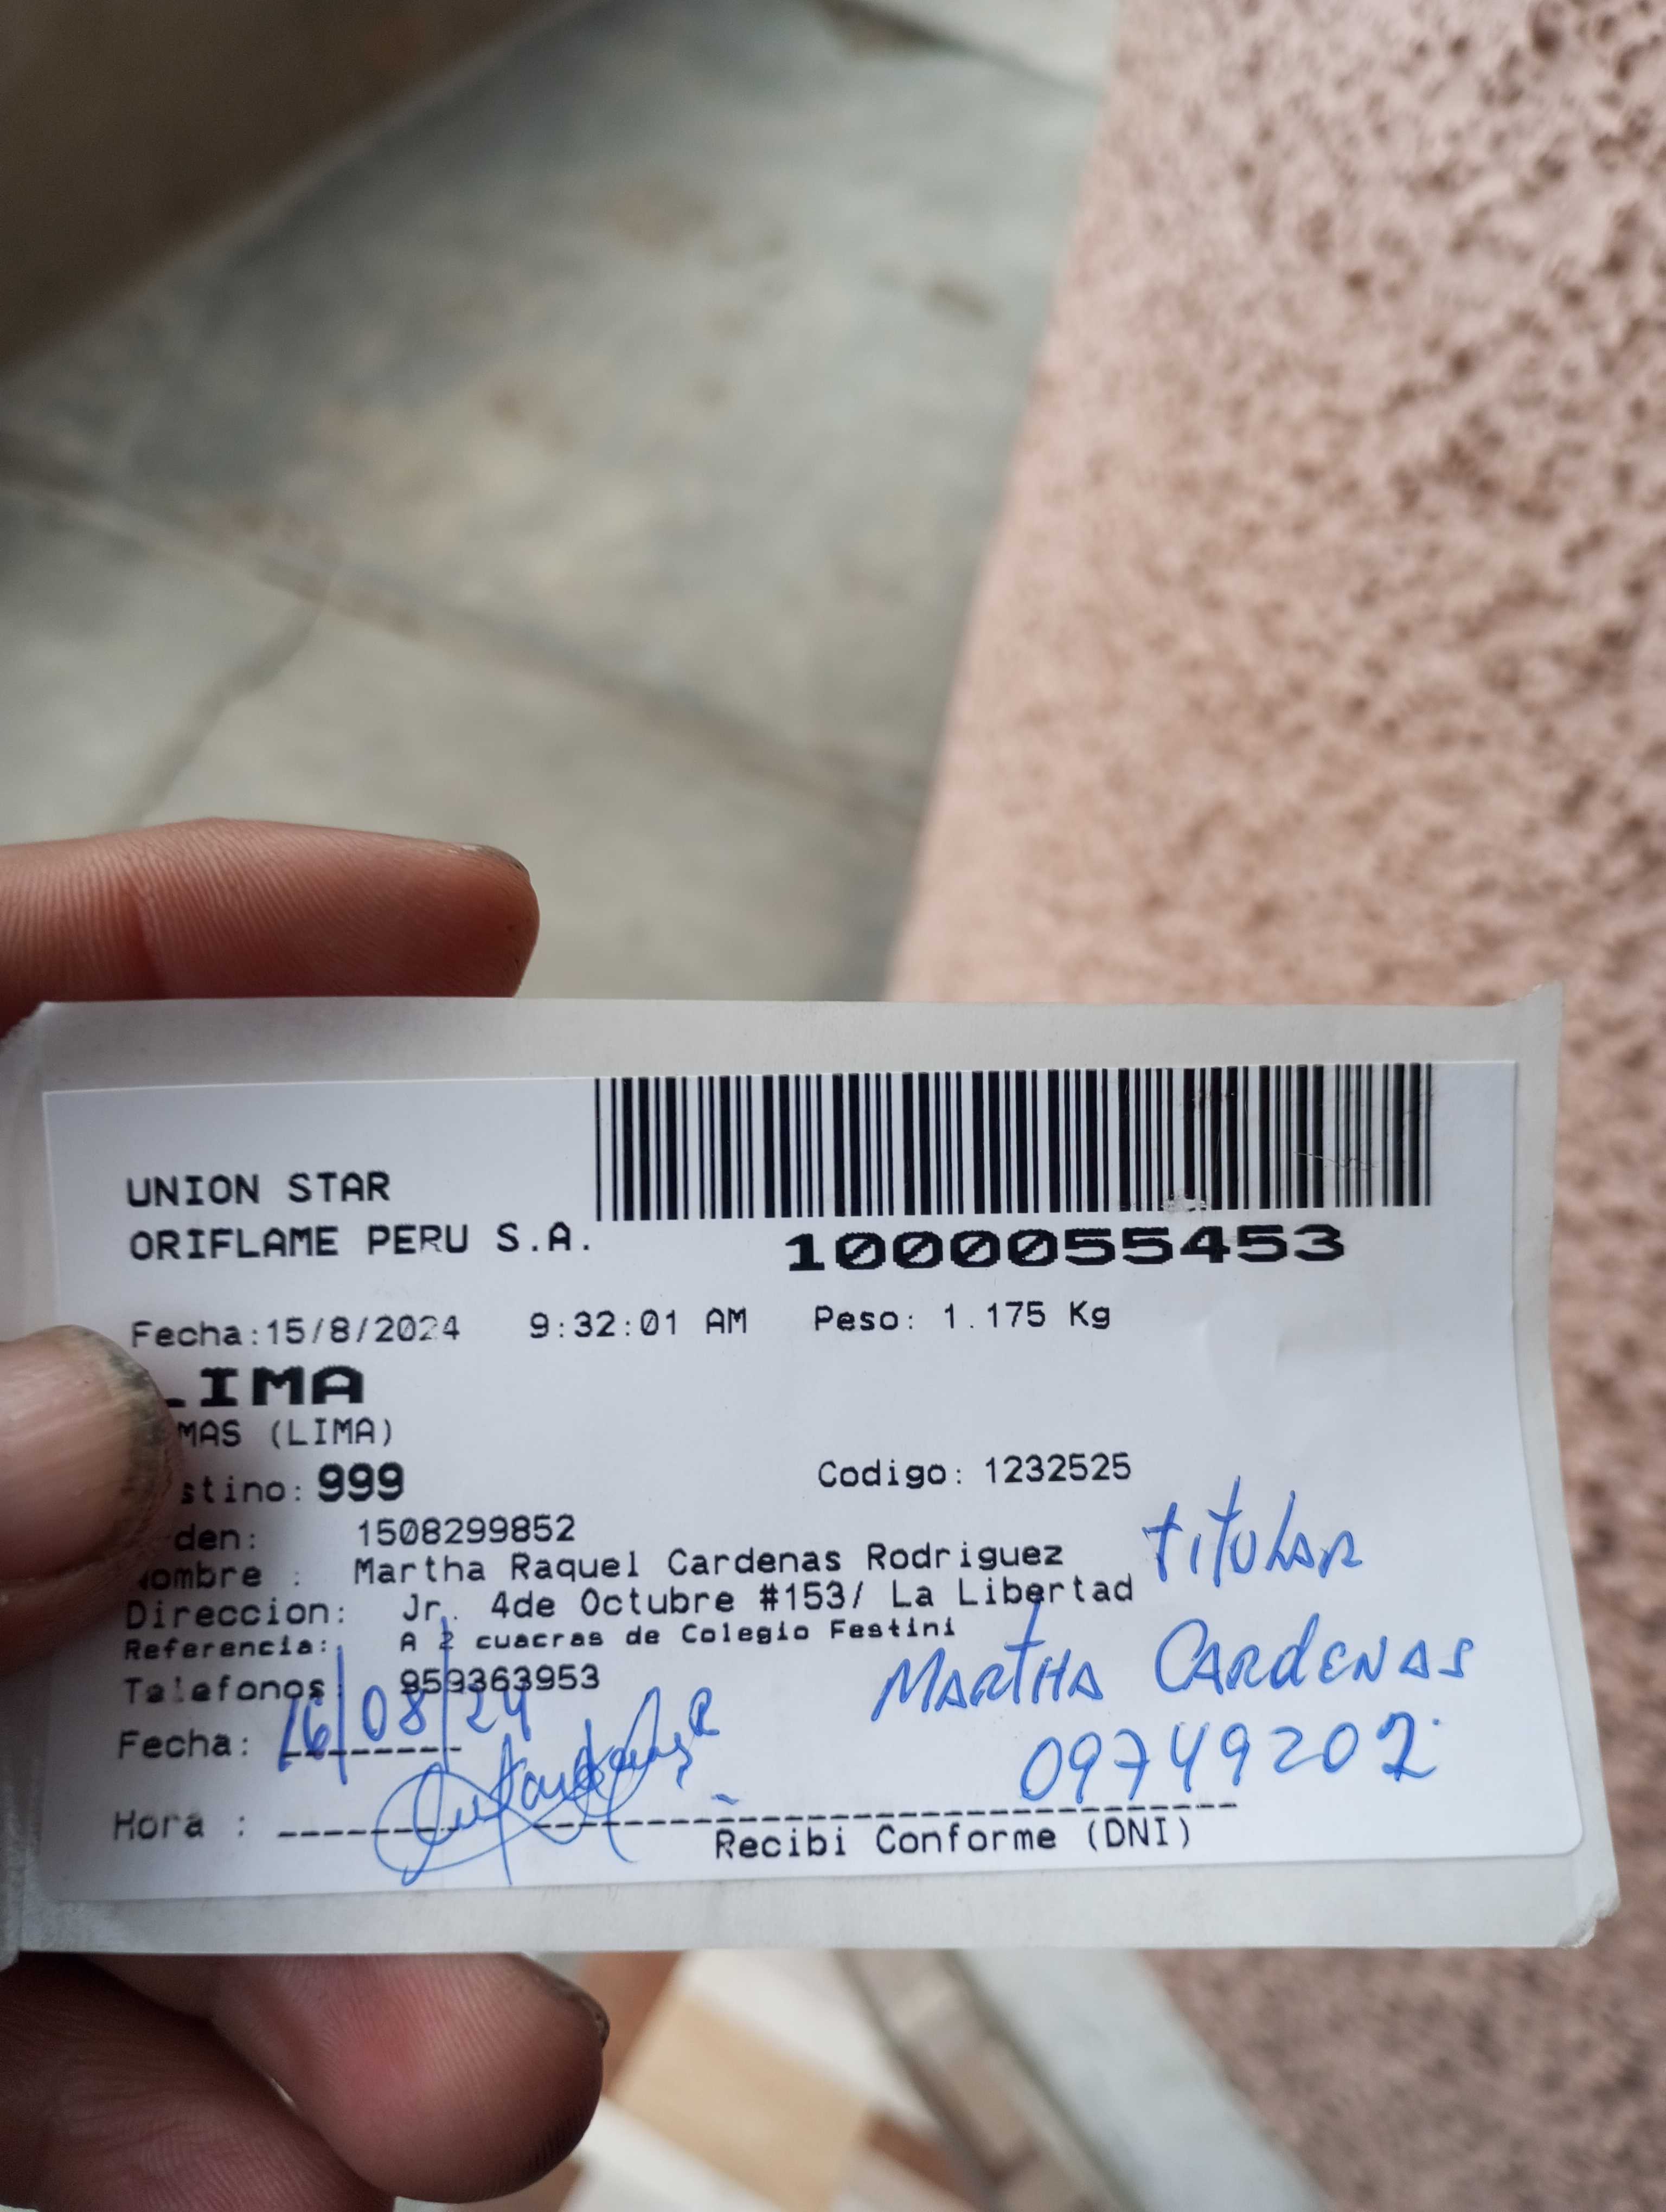 UNION STAR
ORIFLAME PERU S.A.
1000055453
Fecha:15/8/2024 9:32:01 AM Peso: 1.175 Kg
LIMA
MAS (LIMA)
stino: 999 Codigo: 1232525
den: 1508299852
Nombre : Martha Raquel Cardenas Rodriguez TITULAR
Direccion: Jr. 4de Octubre #153/ La Libertad
Referencia: A 2 cuacras de Colegio Festini
Telefonos 959363953 MARTHA CARDENAS
Fecha: 16/08/24 09749202
Hora :
Recibi Conforme (DNI)